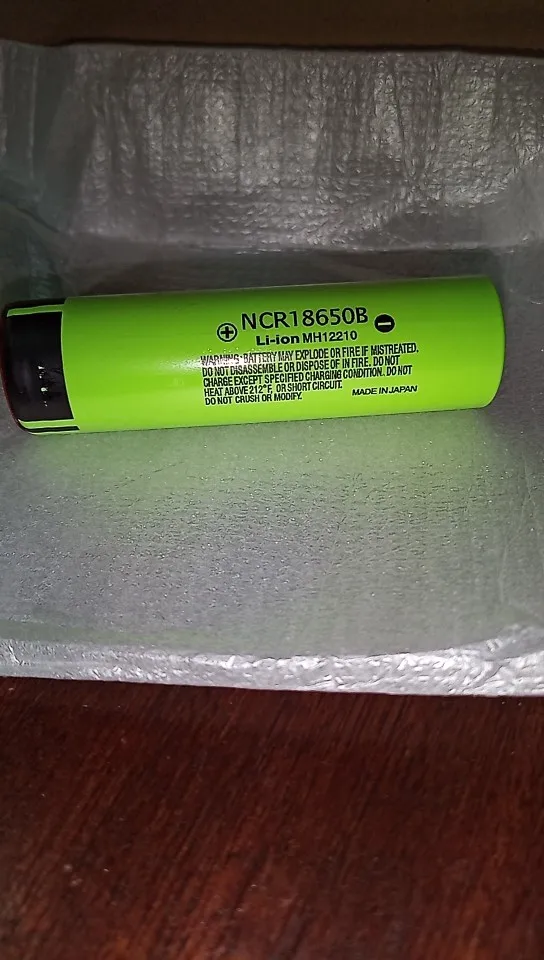 ⊕ NCR18650B ⊖
Li-ion MH12210
WARNING:BATTERY MAY EXPLODE OR FIRE IF MISTREATED.
DO NOT DISASSEMBLE OR DISPOSE OF IN FIRE. DO NOT
CHARGE EXCEPT SPECIFIED CHARGING CONDITION. DO NOT
HEAT ABOVE 212°F, OR SHORT CIRCUIT.
DO NOT CRUSH OR MODIFY.
MADE IN JAPAN